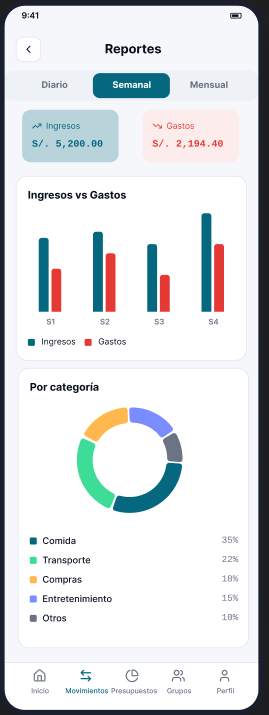 9:41
Reportes
Diario Semanal Mensual
Ingresos Gastos
S/. 5,200.00 S/. 2,194.40
Ingresos vs Gastos
S1 S2 S3 S4
Ingresos Gastos
Por categoría
Comida 35%
Transporte 22%
Compras 18%
Entretenimiento 15%
Otros 10%
Inicio Movimientos Presupuestos Grupos Perfil